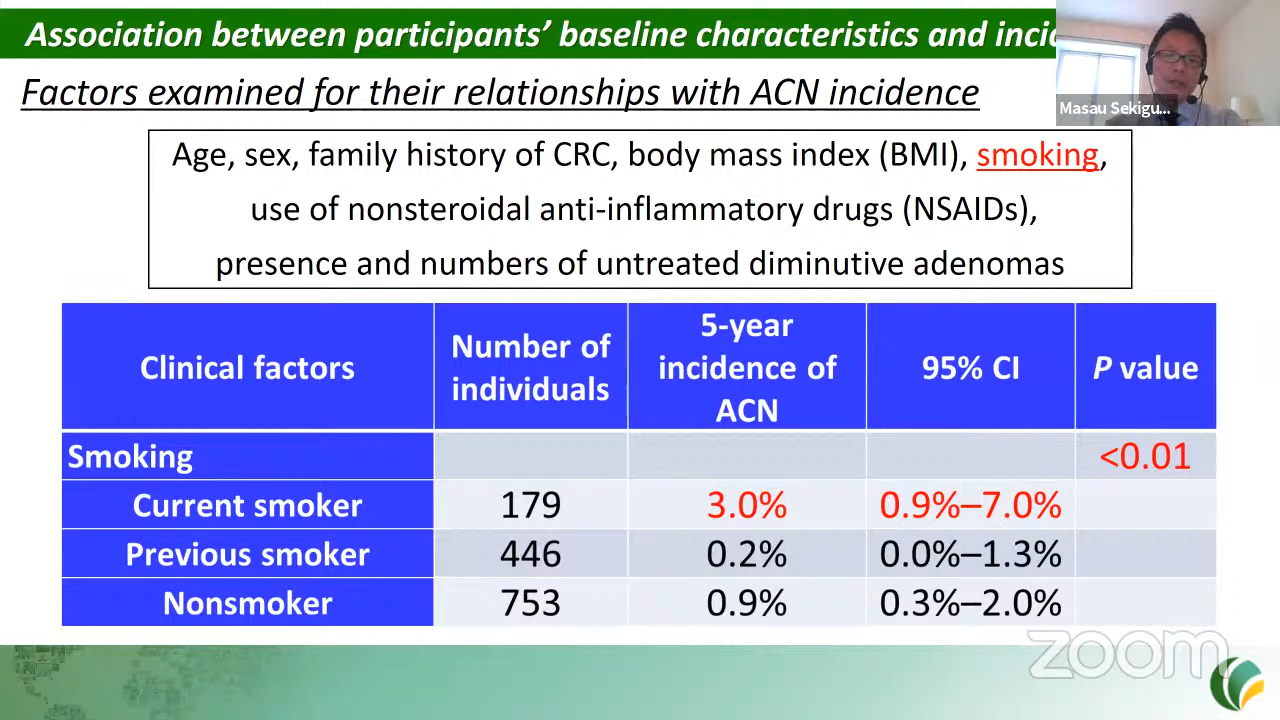 Association between participants' baseline characteristics and
Factors examined for their relationships with ACN incidence
Masau Sekigu...
Age, sex, family history of CRC, body mass index (BMI), smoking,
use of nonsteroidal anti-inflammatory drugs (NSAIDs),
presence and numbers of untreated diminutive adenomas
Clinical factors
Number of
individuals
5-year
incidence of
ACN
95% CI
P value
Smoking
<0.01
Current smoker 179 3.0% 0.9%–7.0%
Previous smoker 446 0.2% 0.0%–1.3%
Nonsmoker 753 0.9% 0.3%–2.0%
zoom